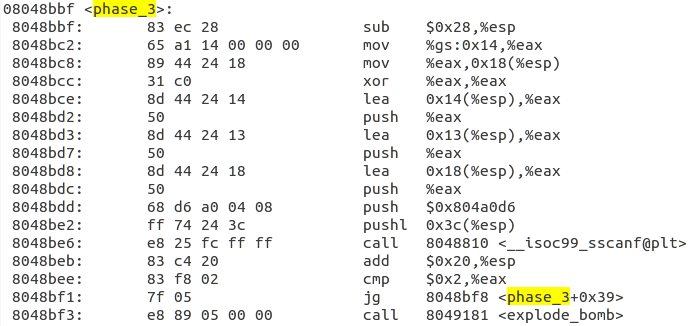 08048bbf <phase_3>:
8048bbf: 83 ec 28 sub $0x28,%esp
8048bc2: 65 a1 14 00 00 00 mov %gs:0x14,%eax
8048bc8: 89 44 24 18 mov %eax,0x18(%esp)
8048bcc: 31 c0 xor %eax,%eax
8048bce: 8d 44 24 14 lea 0x14(%esp),%eax
8048bd2: 50 push %eax
8048bd3: 8d 44 24 13 lea 0x13(%esp),%eax
8048bd7: 50 push %eax
8048bd8: 8d 44 24 18 lea 0x18(%esp),%eax
8048bdc: 50 push %eax
8048bdd: 68 d6 a0 04 08 push $0x804a0d6
8048be2: ff 74 24 3c pushl 0x3c(%esp)
8048be6: e8 25 fc ff ff call 8048810 <__isoc99_sscanf@plt>
8048beb: 83 c4 20 add $0x20,%esp
8048bee: 83 f8 02 cmp $0x2,%eax
8048bf1: 7f 05 jg 8048bf8 <phase_3+0x39>
8048bf3: e8 89 05 00 00 call 8049181 <explode_bomb>